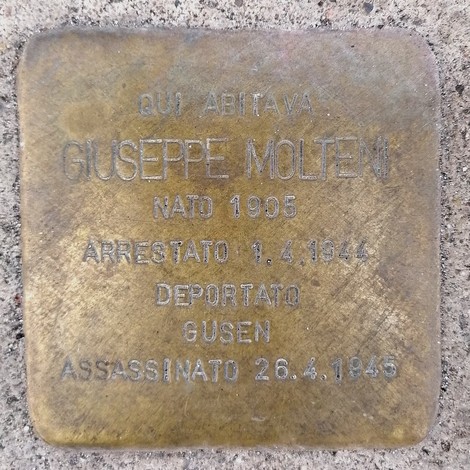 QUI ABITAVA
GIUSEPPE MOLTENI
NATO 1905
ARRESTATO 1.4.1944
DEPORTATO
GUSEN
ASSASSINATO 26.4.1945